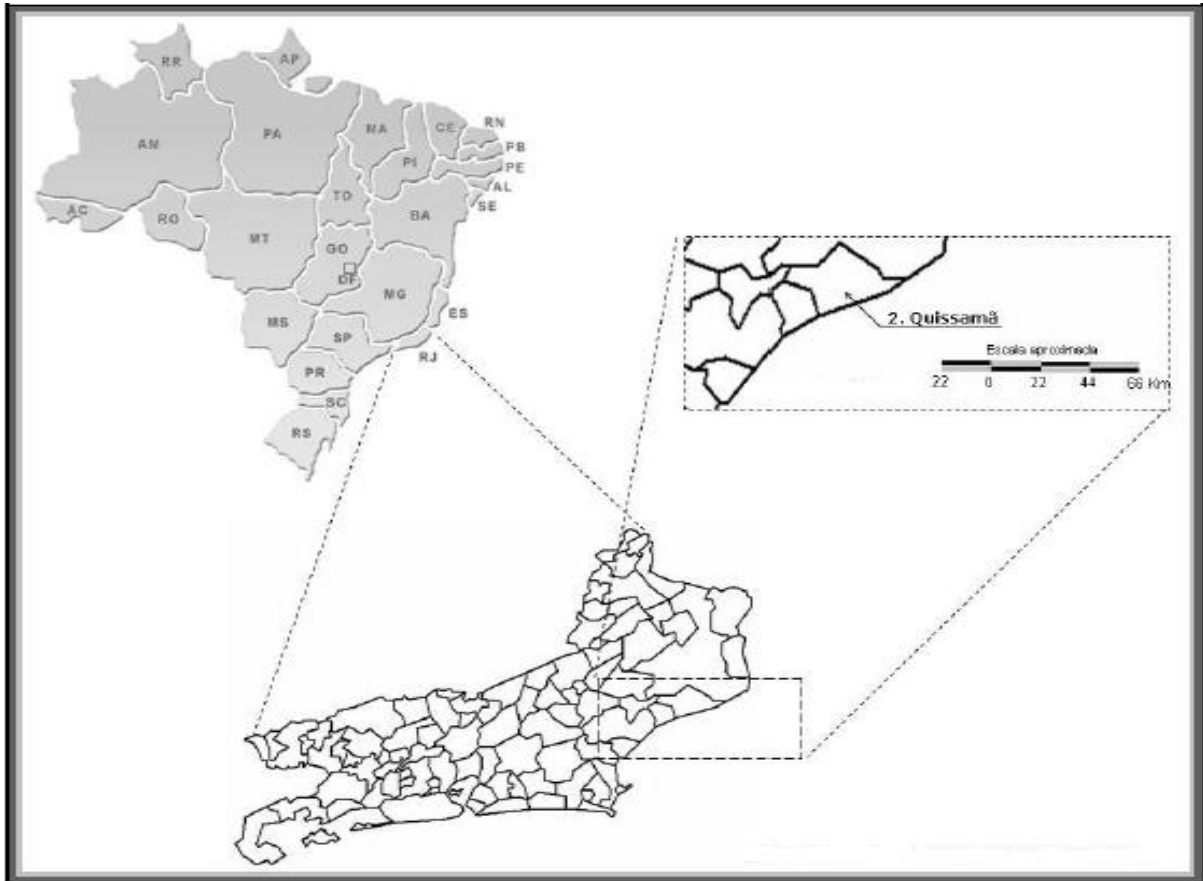 RR
AP
AM
PA
MA
CE
RN
PB
PI
PE
AL
SE
AC
RO
TO
BA
MT
GO
DF
MG
ES
MS
SP
RJ
PR
SC
RS
2. Quissamã
Escala aproximada
22 0 22 44 66 Km